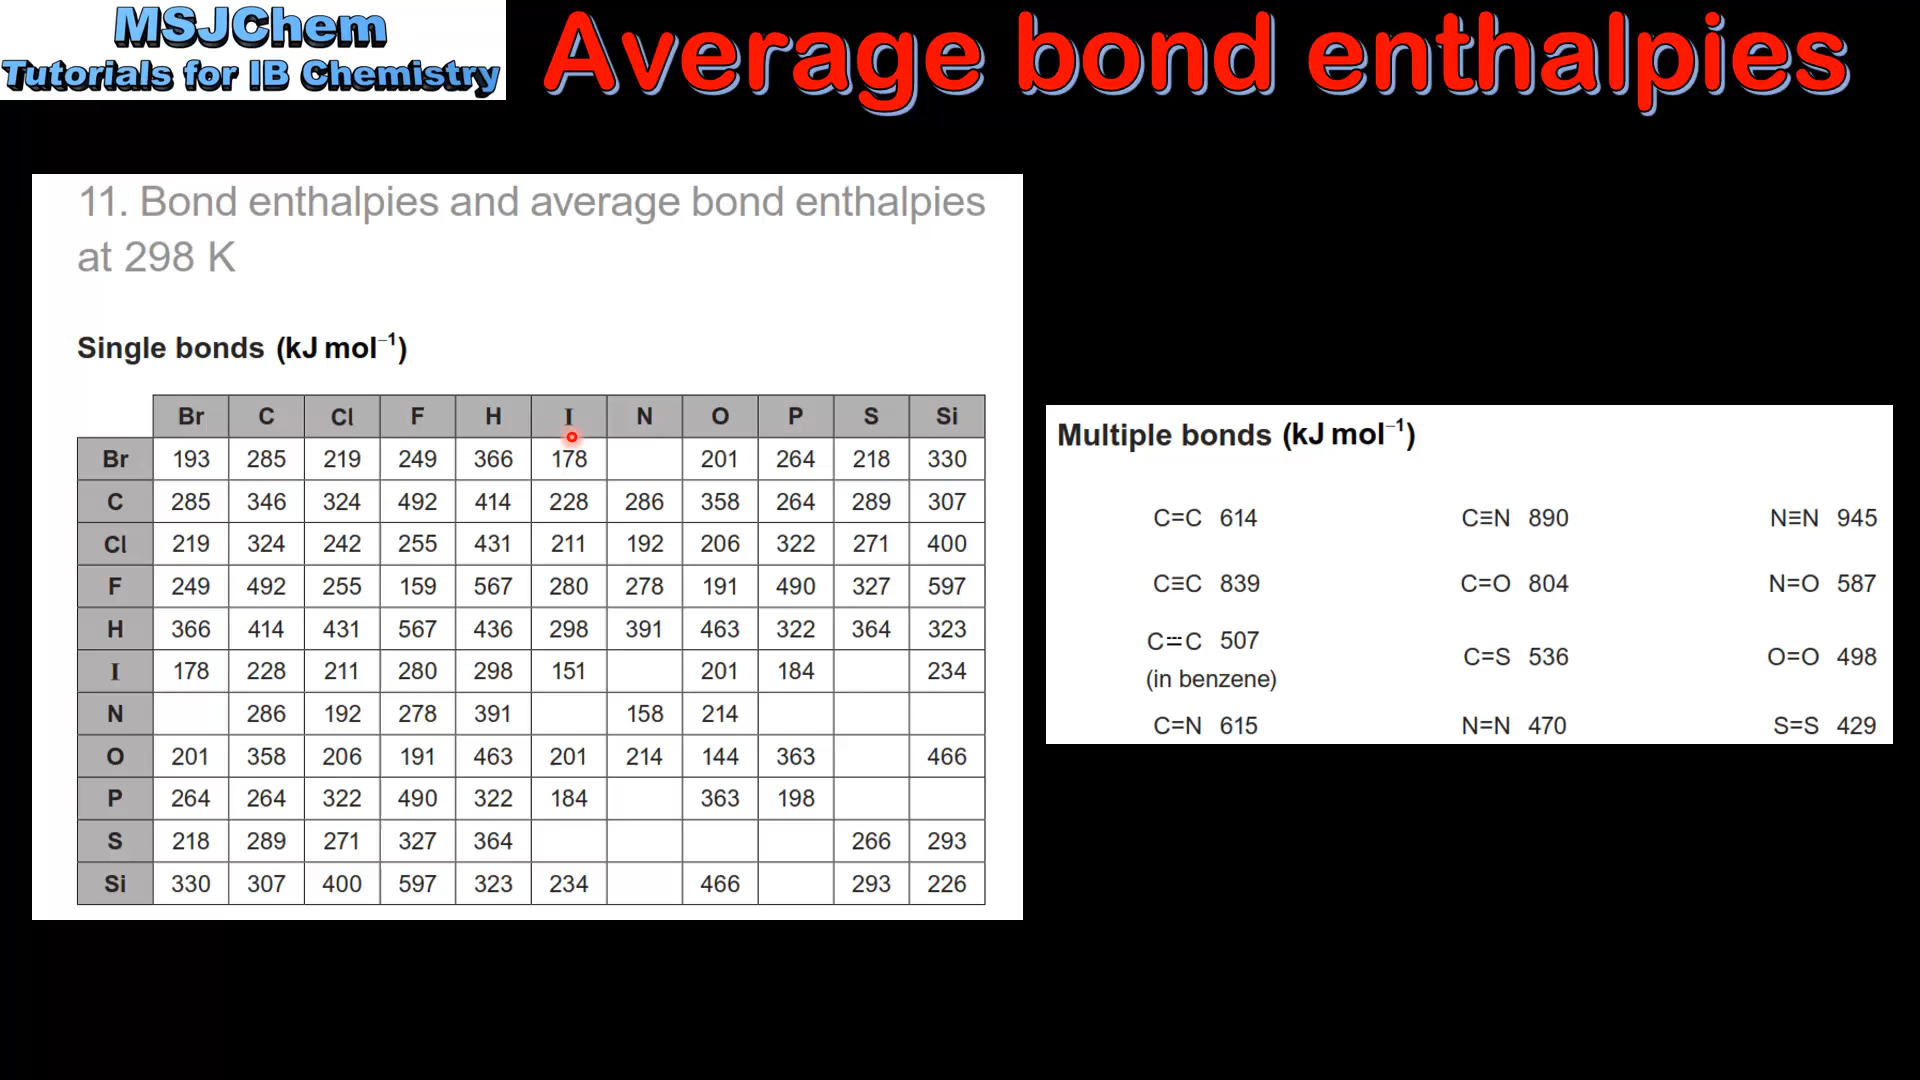 MSJChem
Tutorials for IB Chemistry
Average bond enthalpies
11. Bond enthalpies and average bond enthalpies
at 298 K
Single bonds (kJ mol⁻¹)
Br C Cl F H I N O P S Si
Br 193 285 219 249 366 178 201 264 218 330
C 285 346 324 492 414 228 286 358 264 289 307
Cl 219 324 242 255 431 211 192 206 322 271 400
F 249 492 255 159 567 280 278 191 490 327 597
H 366 414 431 567 436 298 391 463 322 364 323
I 178 228 211 280 298 151 201 184 234
N 286 192 278 391 158 214
O 201 358 206 191 463 201 214 144 363 466
P 264 264 322 490 322 184 363 198
S 218 289 271 327 364 266 293
Si 330 307 400 597 323 234 466 293 226
Multiple bonds (kJ mol⁻¹)
C=C 614 C≡N 890 N≡N 945
C≡C 839 C=O 804 N=O 587
C=C 507 C=S 536 O=O 498
(in benzene)
C=N 615 N=N 470 S=S 429